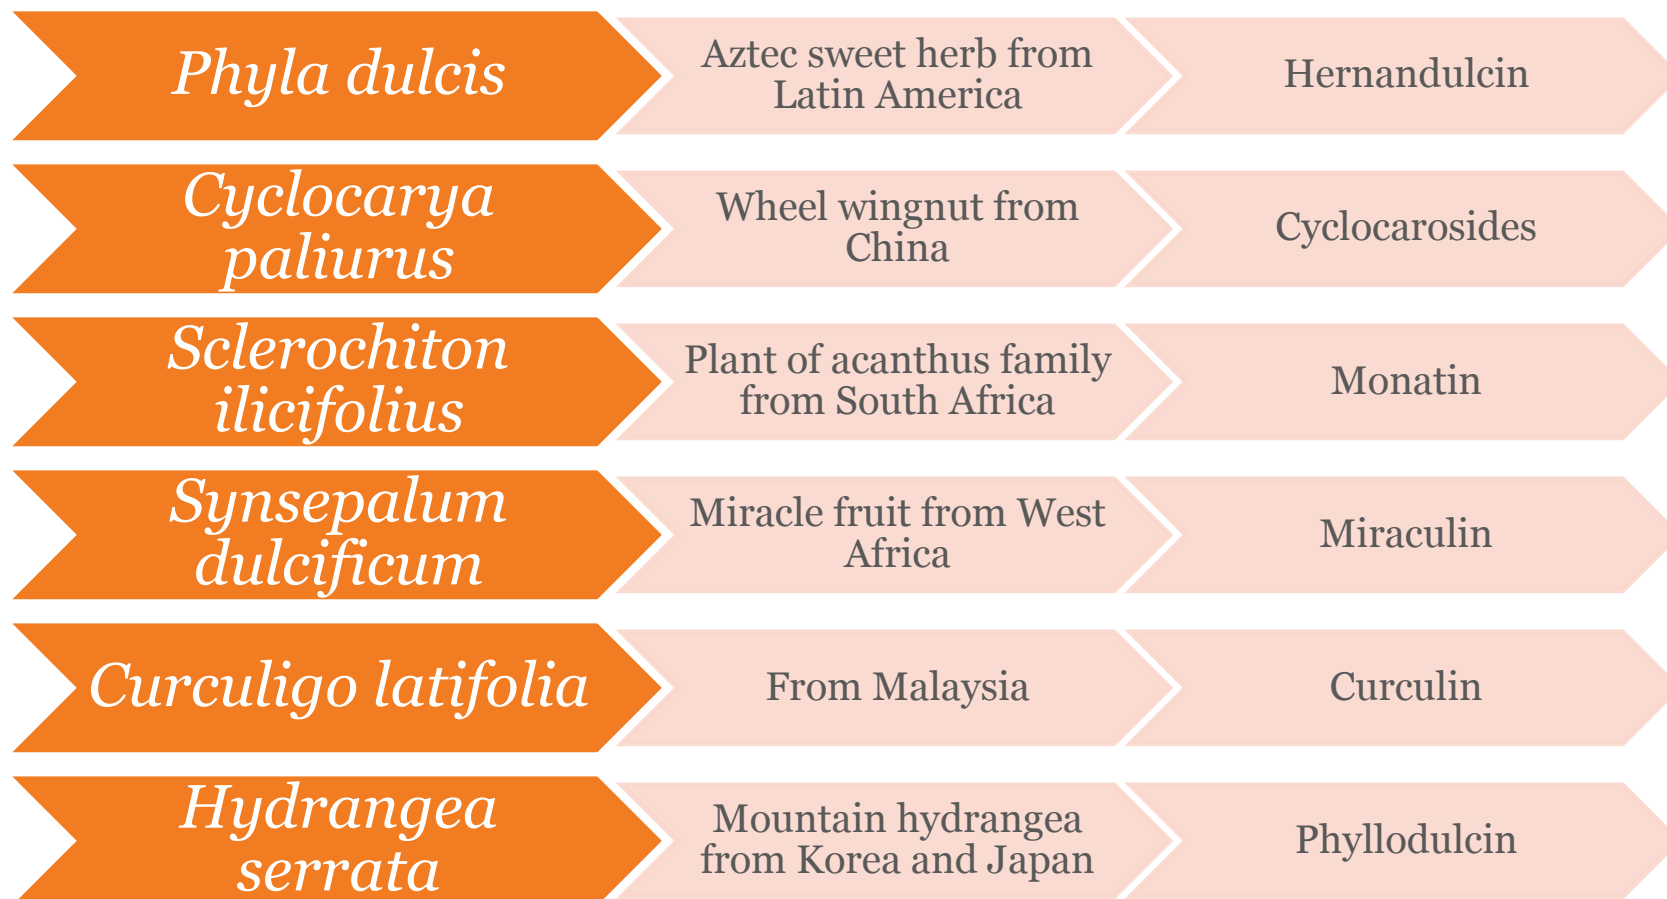 Phyla dulcis
Aztec sweet herb from
Latin America
Hernandulcin
Cyclocarya
paliurus
Wheel wingnut from
China
Cyclocarosides
Sclerochiton
ilicifolius
Plant of acanthus family
from South Africa
Monatin
Synsepalum
dulcificum
Miracle fruit from West
Africa
Miraculin
Curculigo latifolia
From Malaysia
Curculin
Hydrangea
serrata
Mountain hydrangea
from Korea and Japan
Phyllodulcin